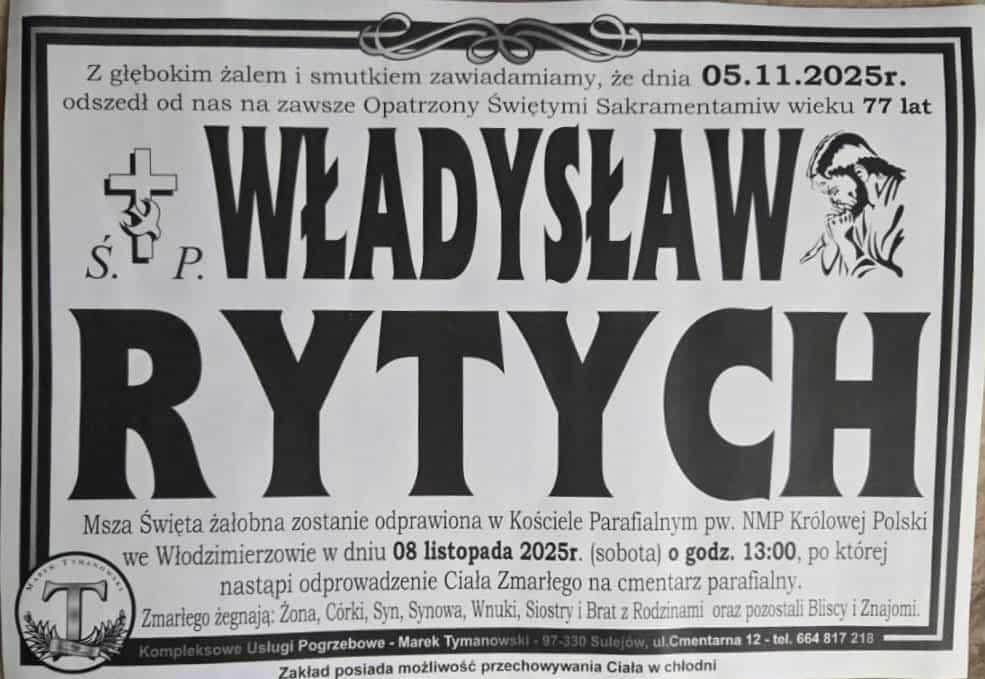 Z głębokim żalem i smutkiem zawiadamiamy, że dnia 05.11.2025r.
odszedł od nas na zawsze Opatrzony Świętymi Sakramentamiw wieku 77 lat
Ś. P. WŁADYSŁAW
RYTYCH
Msza Święta żałobna zostanie odprawiona w Kościele Parafialnym pw. NMP Królowej Polski
we Włodzimierzowie w dniu 08 listopada 2025r. (sobota) o godz. 13:00, po której
nastąpi odprowadzenie Ciała Zmarłego na cmentarz parafialny.
Zmarłego żegnają: Żona, Córki, Syn, Synowa, Wnuki, Siostry i Brat z Rodzinami oraz pozostali Bliscy i Znajomi.
MAREK TYMANOWSKI
T
Kompleksowe Usługi Pogrzebowe - Marek Tymanowski - 97-330 Sulejów, ul.Cmentarna 12 - tel. 664 817 218
Zakład posiada możliwość przechowywania Ciała w chłodni